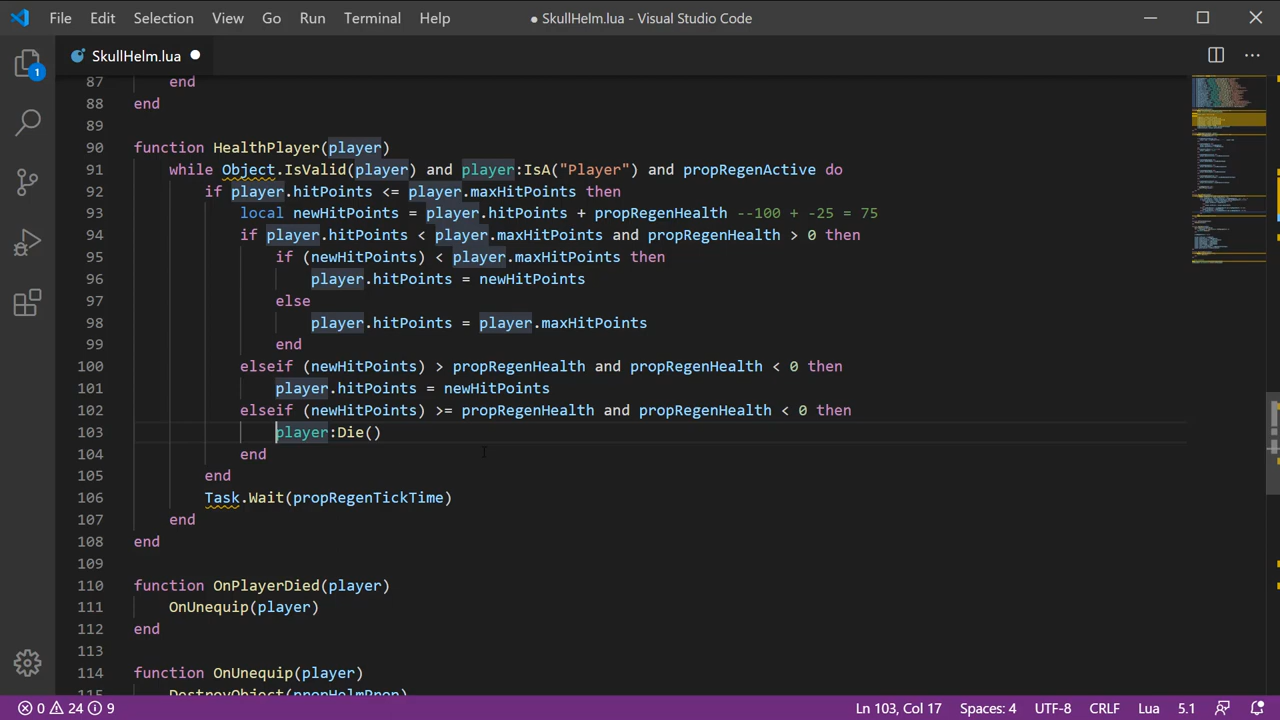 File Edit Selection View Go Run Terminal Help ● SkullHelm.lua - Visual Studio Code
SkullHelm.lua
1
87 end
88 end
89
90 function HealthPlayer(player)
91 while Object.IsValid(player) and player.IsA("Player") and propRegenActive do
92 if player.hitPoints <= player.maxHitPoints then
93 local newHitPoints = player.hitPoints + propRegenHealth --100 + -25 = 75
94 if player.hitPoints < player.maxHitPoints and propRegenHealth > 0 then
95 if (newHitPoints) < player.maxHitPoints then
96 player.hitPoints = newHitPoints
97 else
98 player.hitPoints = player.maxHitPoints
99 end
100 elseif (newHitPoints) > propRegenHealth and propRegenHealth < 0 then
101 player.hitPoints = newHitPoints
102 elseif (newHitPoints) >= propRegenHealth and propRegenHealth < 0 then
103 player:Die()
104 end
105 end
106 Task.Wait(propRegenTickTime)
107 end
108 end
109
110 function OnPlayerDied(player)
111 OnUnequip(player)
112 end
113
114 function OnUnequip(player)
115 DestroyObject(propHelmProp)
0 24 9 Ln 103, Col 17 Spaces: 4 UTF-8 CRLF Lua 5.1